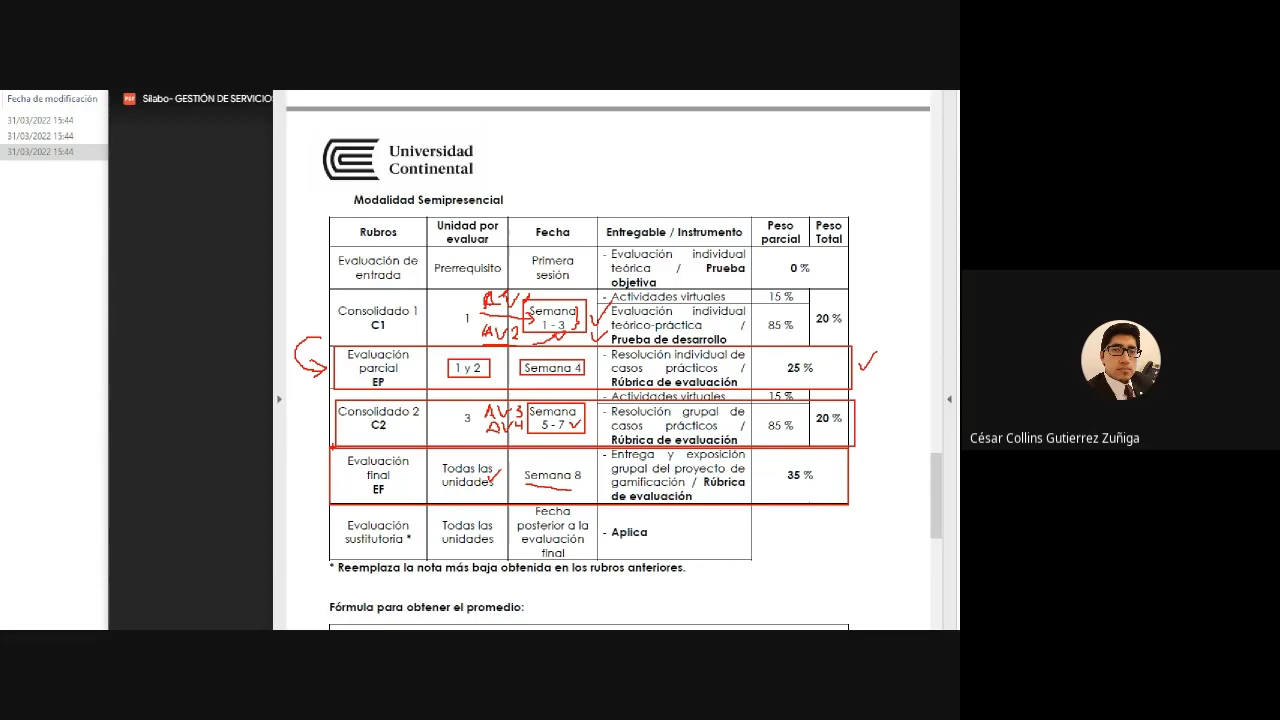 Fecha de modificación
31/03/2022 15:44
31/03/2022 15:44
31/03/2022 15:44
PDF
Sílabo- GESTIÓN DE SERVICIO
Universidad
Continental
Modalidad Semipresencial
Rubros
Unidad por
evaluar
Fecha
Entregable / Instrumento
Peso
parcial
Peso
Total
Evaluación de
entrada
Prerrequisito
Primera
sesión
- Evaluación individual
teórica / Prueba
objetiva
0 %
Consolidado 1
C1
1
AV1
AV2
Semana
1 - 3
- Actividades virtuales
15 %
- Evaluación individual
teórico-práctica /
Prueba de desarrollo
85 %
20 %
Evaluación
parcial
EP
1 y 2
Semana 4
- Resolución individual de
casos prácticos /
Rúbrica de evaluación
25 %
Consolidado 2
C2
3
AV3
AV4
Semana
5 - 7
- Actividades virtuales
15 %
- Resolución grupal de
casos prácticos /
Rúbrica de evaluación
85 %
20 %
Evaluación
final
EF
Todas las
unidades
Semana 8
- Entrega y exposición
grupal del proyecto de
gamificación / Rúbrica
de evaluación
35 %
Evaluación
sustitutoria *
Todas las
unidades
Fecha
posterior a la
evaluación
final
- Aplica
* Reemplaza la nota más baja obtenida en los rubros anteriores.
Fórmula para obtener el promedio:
César Collins Gutierrez Zuñiga